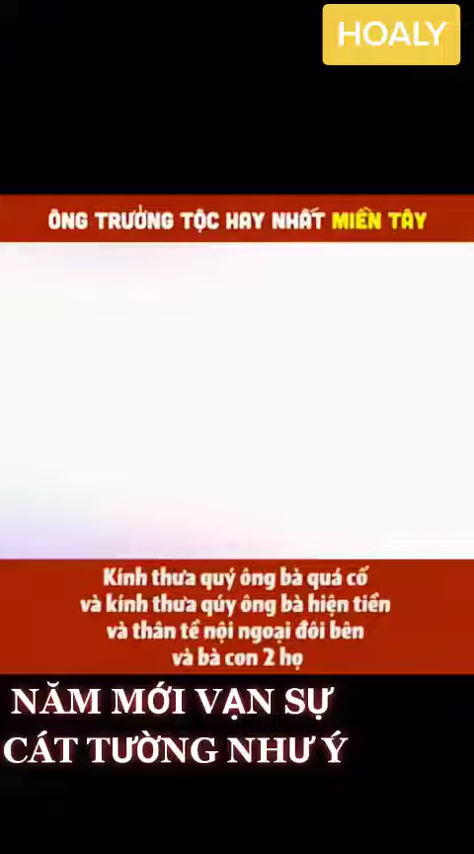 HOALY
ÔNG TRƯỞNG TỘC HAY NHẤT MIỀN TÂY
Kính thưa quý ông bà quá cố
và kính thưa qúy ông bà hiện tiền
và thân tề nội ngoại đôi bên
và bà con 2 họ
NĂM MỚI VẠN SỰ
CÁT TƯỜNG NHƯ Ý